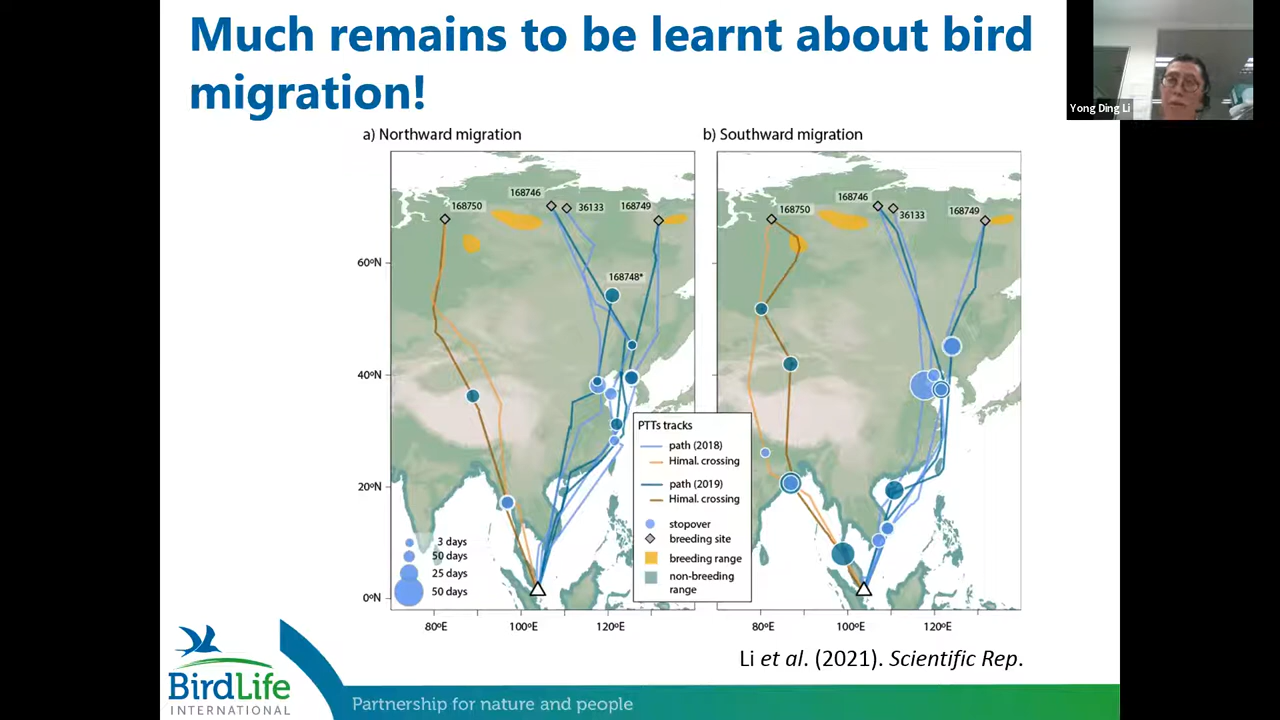 Much remains to be learnt about bird
migration!
Yong Ding Li
a) Northward migration
b) Southward migration
168750
168746
36133
168749
168748*
168750
168746
36133
168749
60ºN
40ºN
20ºN
0ºN
PTTs tracks
path (2018)
Himal. crossing
path (2019)
Himal. crossing
stopover
breeding site
breeding range
non-breeding
range
3 days
50 days
25 days
50 days
80ºE
100ºE
120ºE
80ºE
100ºE
120ºE
Li et al. (2021). Scientific Rep.
BirdLife
INTERNATIONAL
Partnership for nature and people